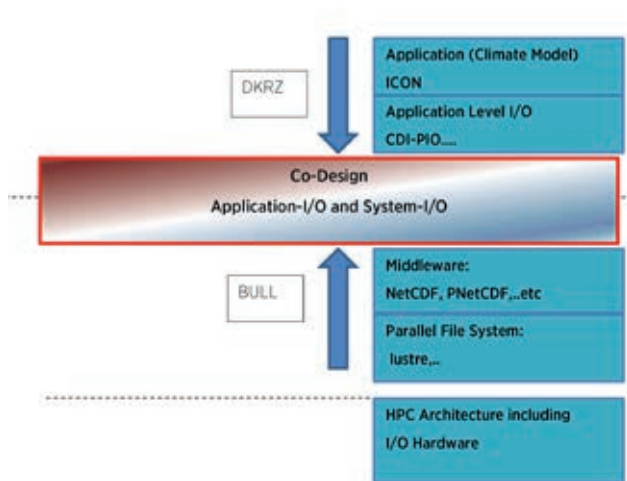 DKRZ
Application (Climate Model)
ICON
Application Level I/O
CDI-PIO.....
Co-Design
Application-I/O and System-I/O
BULL
Middleware:
NetCDF, PNetCDF,..etc
Parallel File System:
lustre,..
HPC Architecture including
I/O Hardware